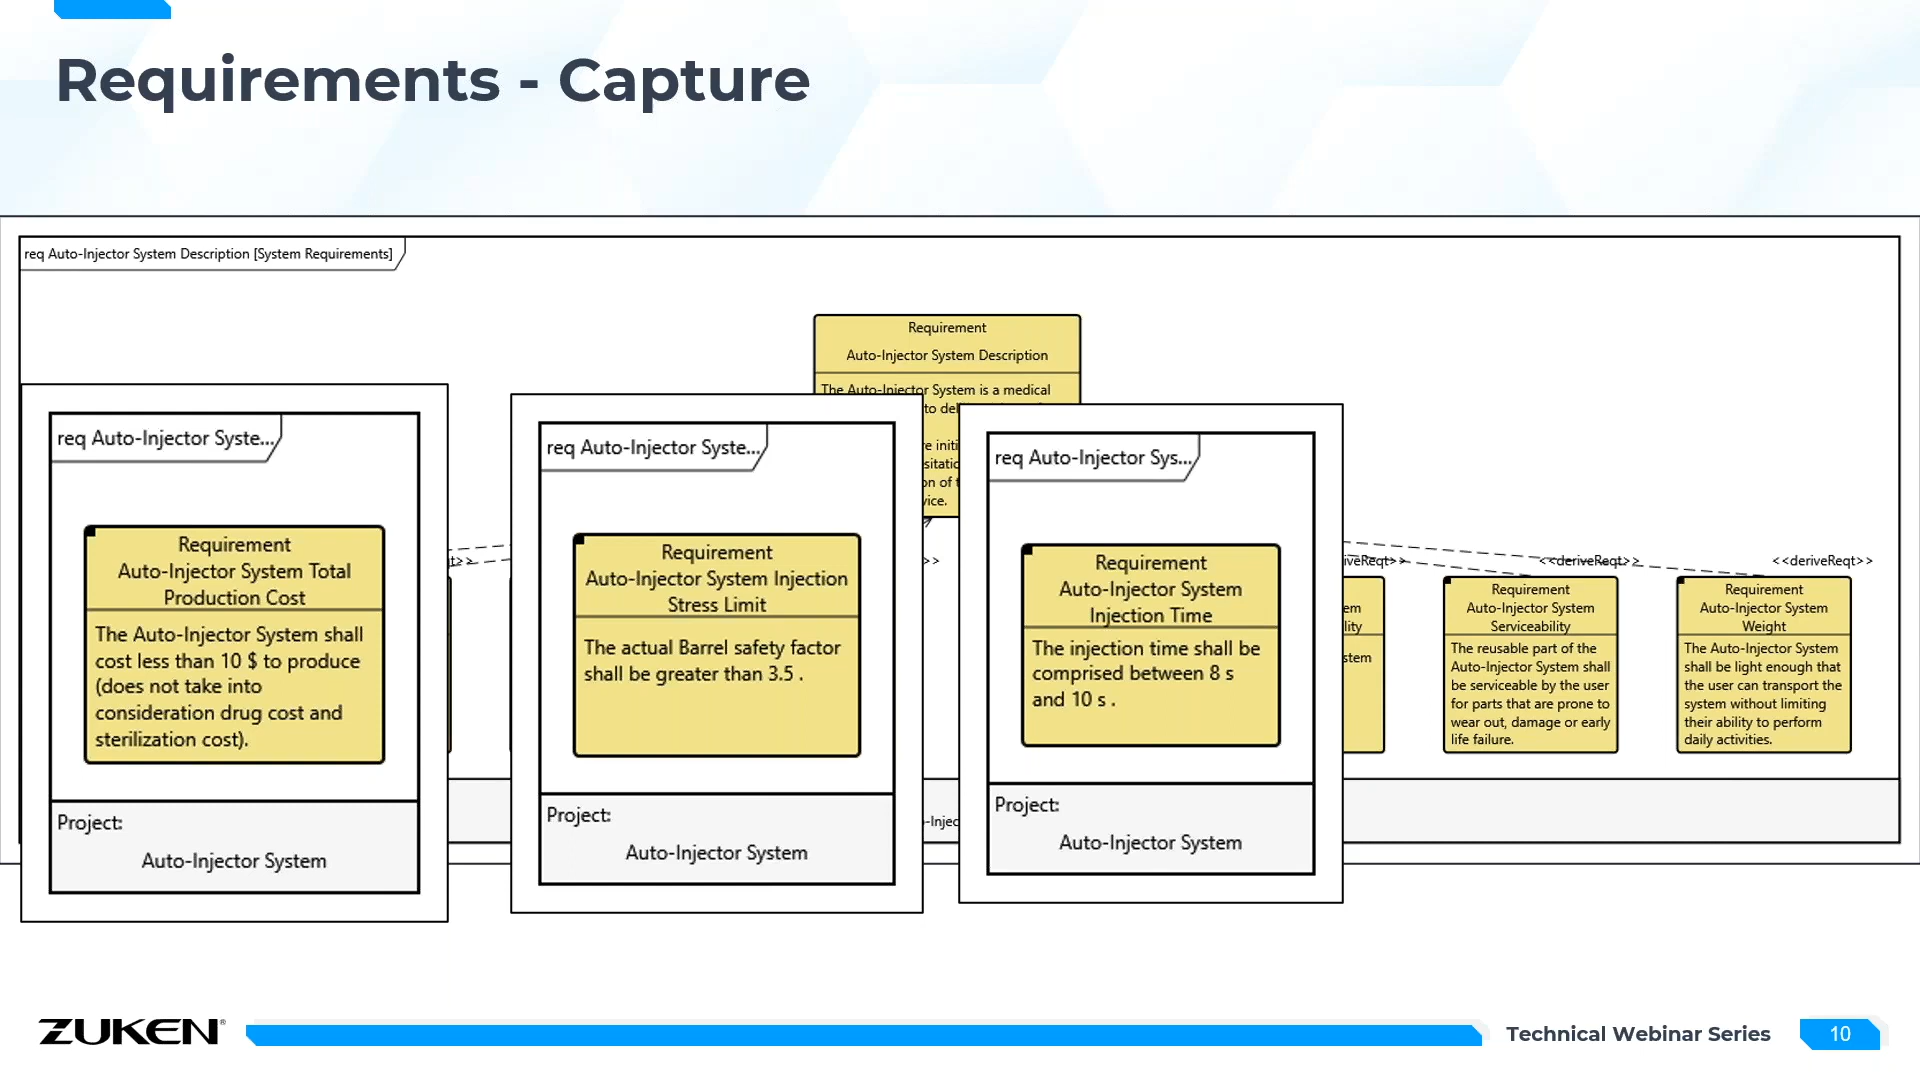 Requirements - Capture
req Auto-Injector System Description [System Requirements]
Requirement
Auto-Injector System Description
The Auto-Injector System is a medical
req Auto-Injector Syste...
Requirement
Auto-Injector System Total
Production Cost
The Auto-Injector System shall
cost less than 10 $ to produce
(does not take into
consideration drug cost and
sterilization cost).
Project:
Auto-Injector System
req Auto-Injector Syste...
Requirement
Auto-Injector System Injection
Stress Limit
The actual Barrel safety factor
shall be greater than 3.5 .
Project:
Auto-Injector System
req Auto-Injector Sys...
Requirement
Auto-Injector System
Injection Time
The injection time shall be
comprised between 8 s
and 10 s .
Project:
Auto-Injector System
<<deriveReqt>>
Requirement
Auto-Injector System
Serviceability
The reusable part of the
Auto-Injector System shall
be serviceable by the user
for parts that are prone to
wear out, damage or early
life failure.
<<deriveReqt>>
Requirement
Auto-Injector System
Weight
The Auto-Injector System
shall be light enough that
the user can transport the
system without limiting
their ability to perform
daily activities.
ZUKEN®
Technical Webinar Series
10